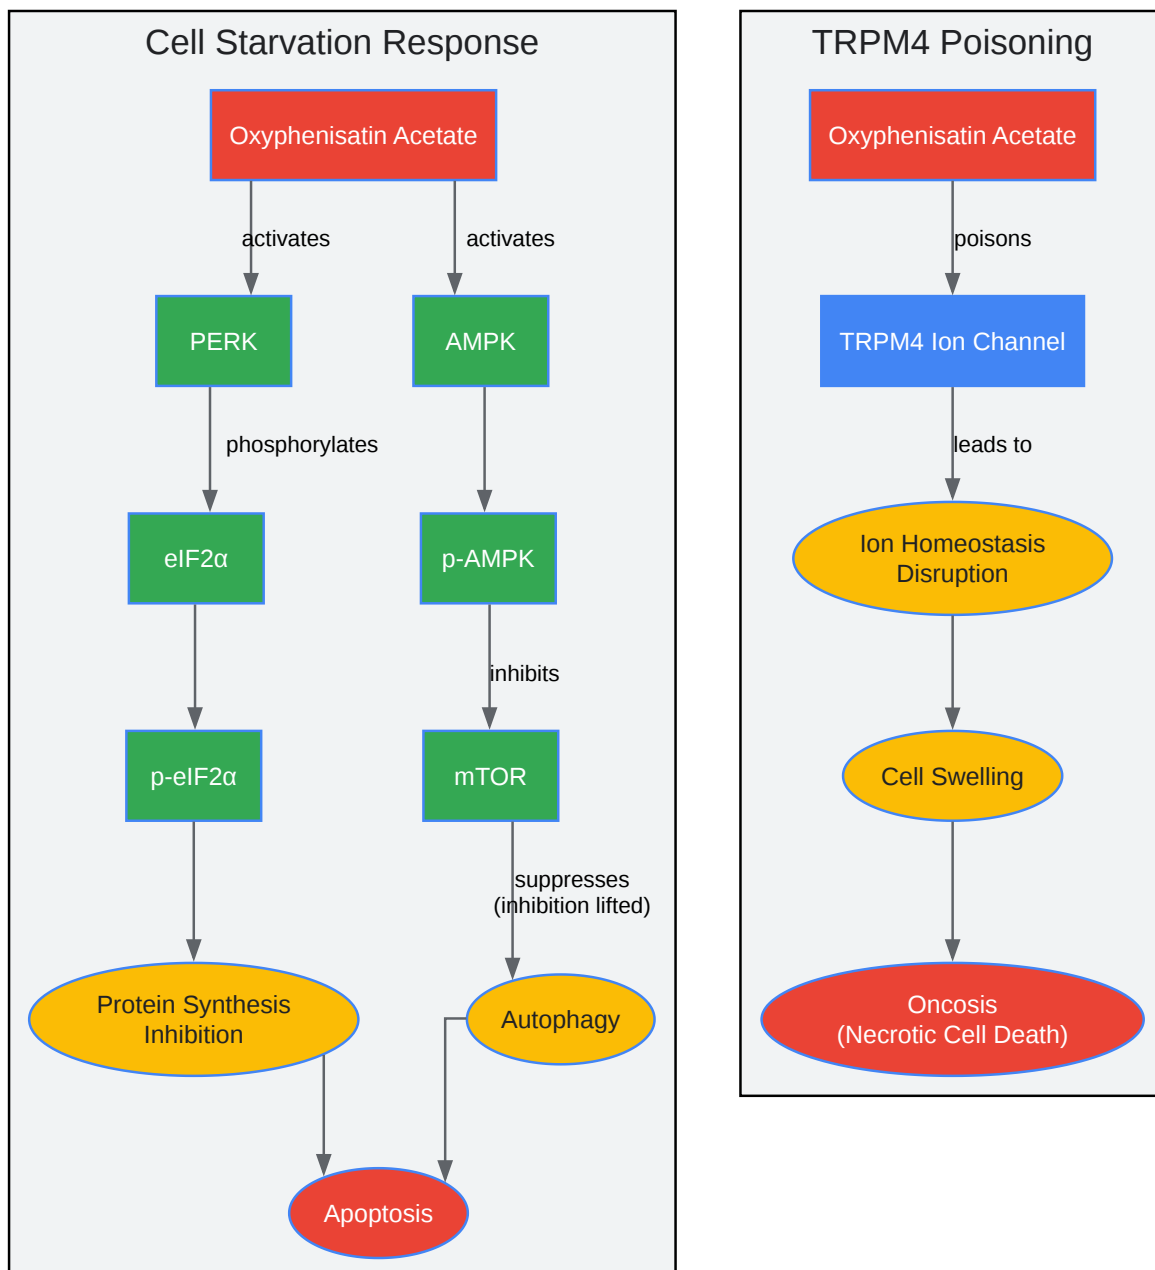 Cell Starvation Response
Oxyphenisatin Acetate
activates
activates
PERK
AMPK
phosphorylates
eIF2α
p-AMPK
inhibits
p-eIF2α
mTOR
suppresses
(inhibition lifted)
Protein Synthesis
Inhibition
Autophagy
Apoptosis
TRPM4 Poisoning
Oxyphenisatin Acetate
poisons
TRPM4 Ion Channel
leads to
Ion Homeostasis
Disruption
Cell Swelling
Oncosis
(Necrotic Cell Death)